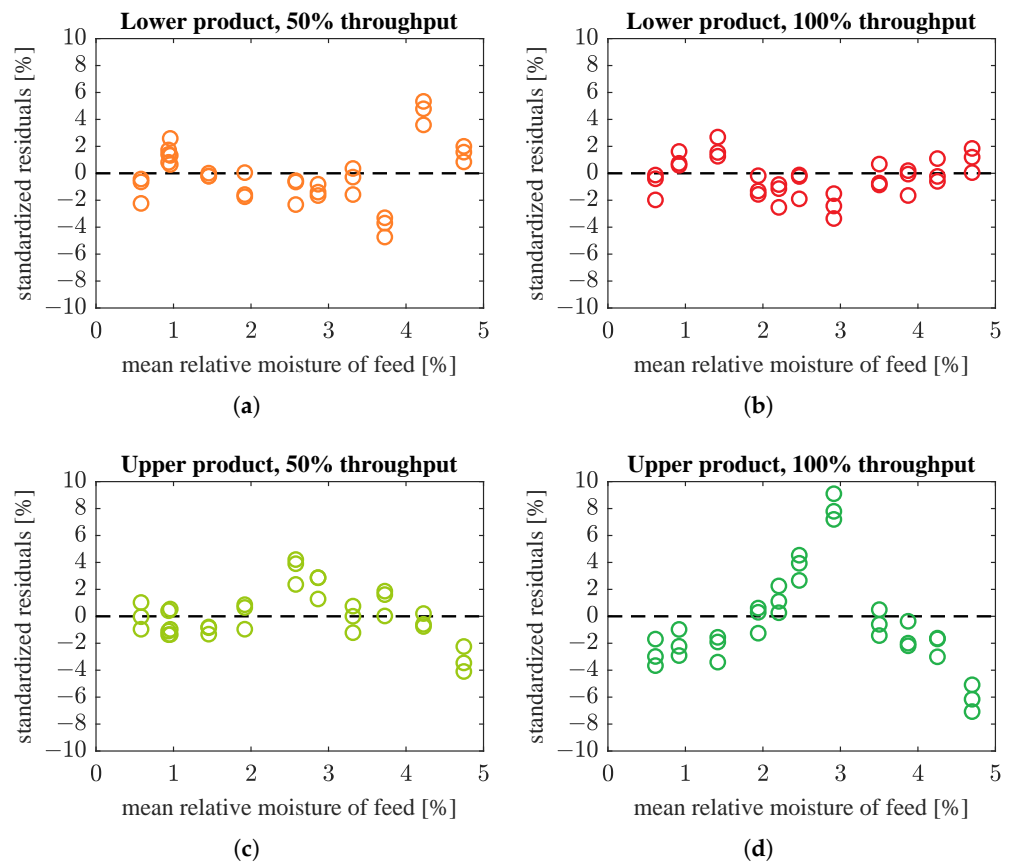 Lower product, 50% throughput
10
8
6
4
2
0
−2
−4
−6
−8
−10
standardized residuals [%]
0 1 2 3 4 5
mean relative moisture of feed [%]
(a)
Lower product, 100% throughput
10
8
6
4
2
0
−2
−4
−6
−8
−10
standardized residuals [%]
0 1 2 3 4 5
mean relative moisture of feed [%]
(b)
Upper product, 50% throughput
10
8
6
4
2
0
−2
−4
−6
−8
−10
standardized residuals [%]
0 1 2 3 4 5
mean relative moisture of feed [%]
(c)
Upper product, 100% throughput
10
8
6
4
2
0
−2
−4
−6
−8
−10
standardized residuals [%]
0 1 2 3 4 5
mean relative moisture of feed [%]
(d)